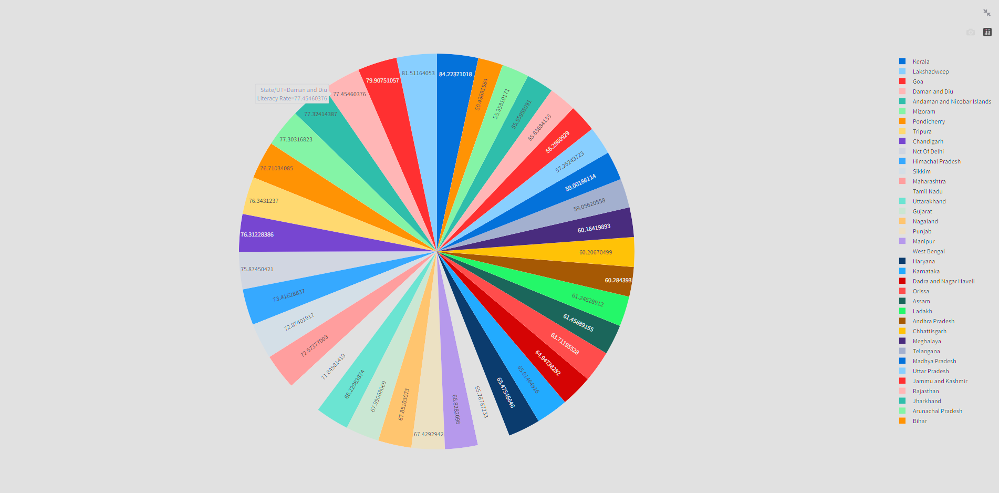 81.51164053
84.22371018
79.90751057
50.43691584
State/UT=Daman and Diu
Literacy Rate=77.45460376
77.45460376
55.35810171
77.32414387
55.55958091
55.83684133
77.30316823
56.2960929
76.71034085
57.25249723
59.00186114
76.3431237
59.05620558
76.31228386
60.16419893
60.20670499
75.87450421
60.284393
73.41628837
61.24628912
72.87401917
61.45689155
72.57377003
63.71195528
71.84981419
64.94738282
68.22083874
65.01464916
67.99068069
65.47546646
67.85103073
65.78787233
67.4292942
66.8282096
Kerala
Lakshadweep
Goa
Daman and Diu
Andaman and Nicobar Islands
Mizoram
Pondicherry
Tripura
Chandigarh
Nct Of Delhi
Himachal Pradesh
Sikkim
Maharashtra
Tamil Nadu
Uttarakhand
Gujarat
Nagaland
Punjab
Manipur
West Bengal
Haryana
Karnataka
Dadra and Nagar Haveli
Orissa
Assam
Ladakh
Andhra Pradesh
Chhattisgarh
Meghalaya
Telangana
Madhya Pradesh
Uttar Pradesh
Jammu and Kashmir
Rajasthan
Jharkhand
Arunachal Pradesh
Bihar